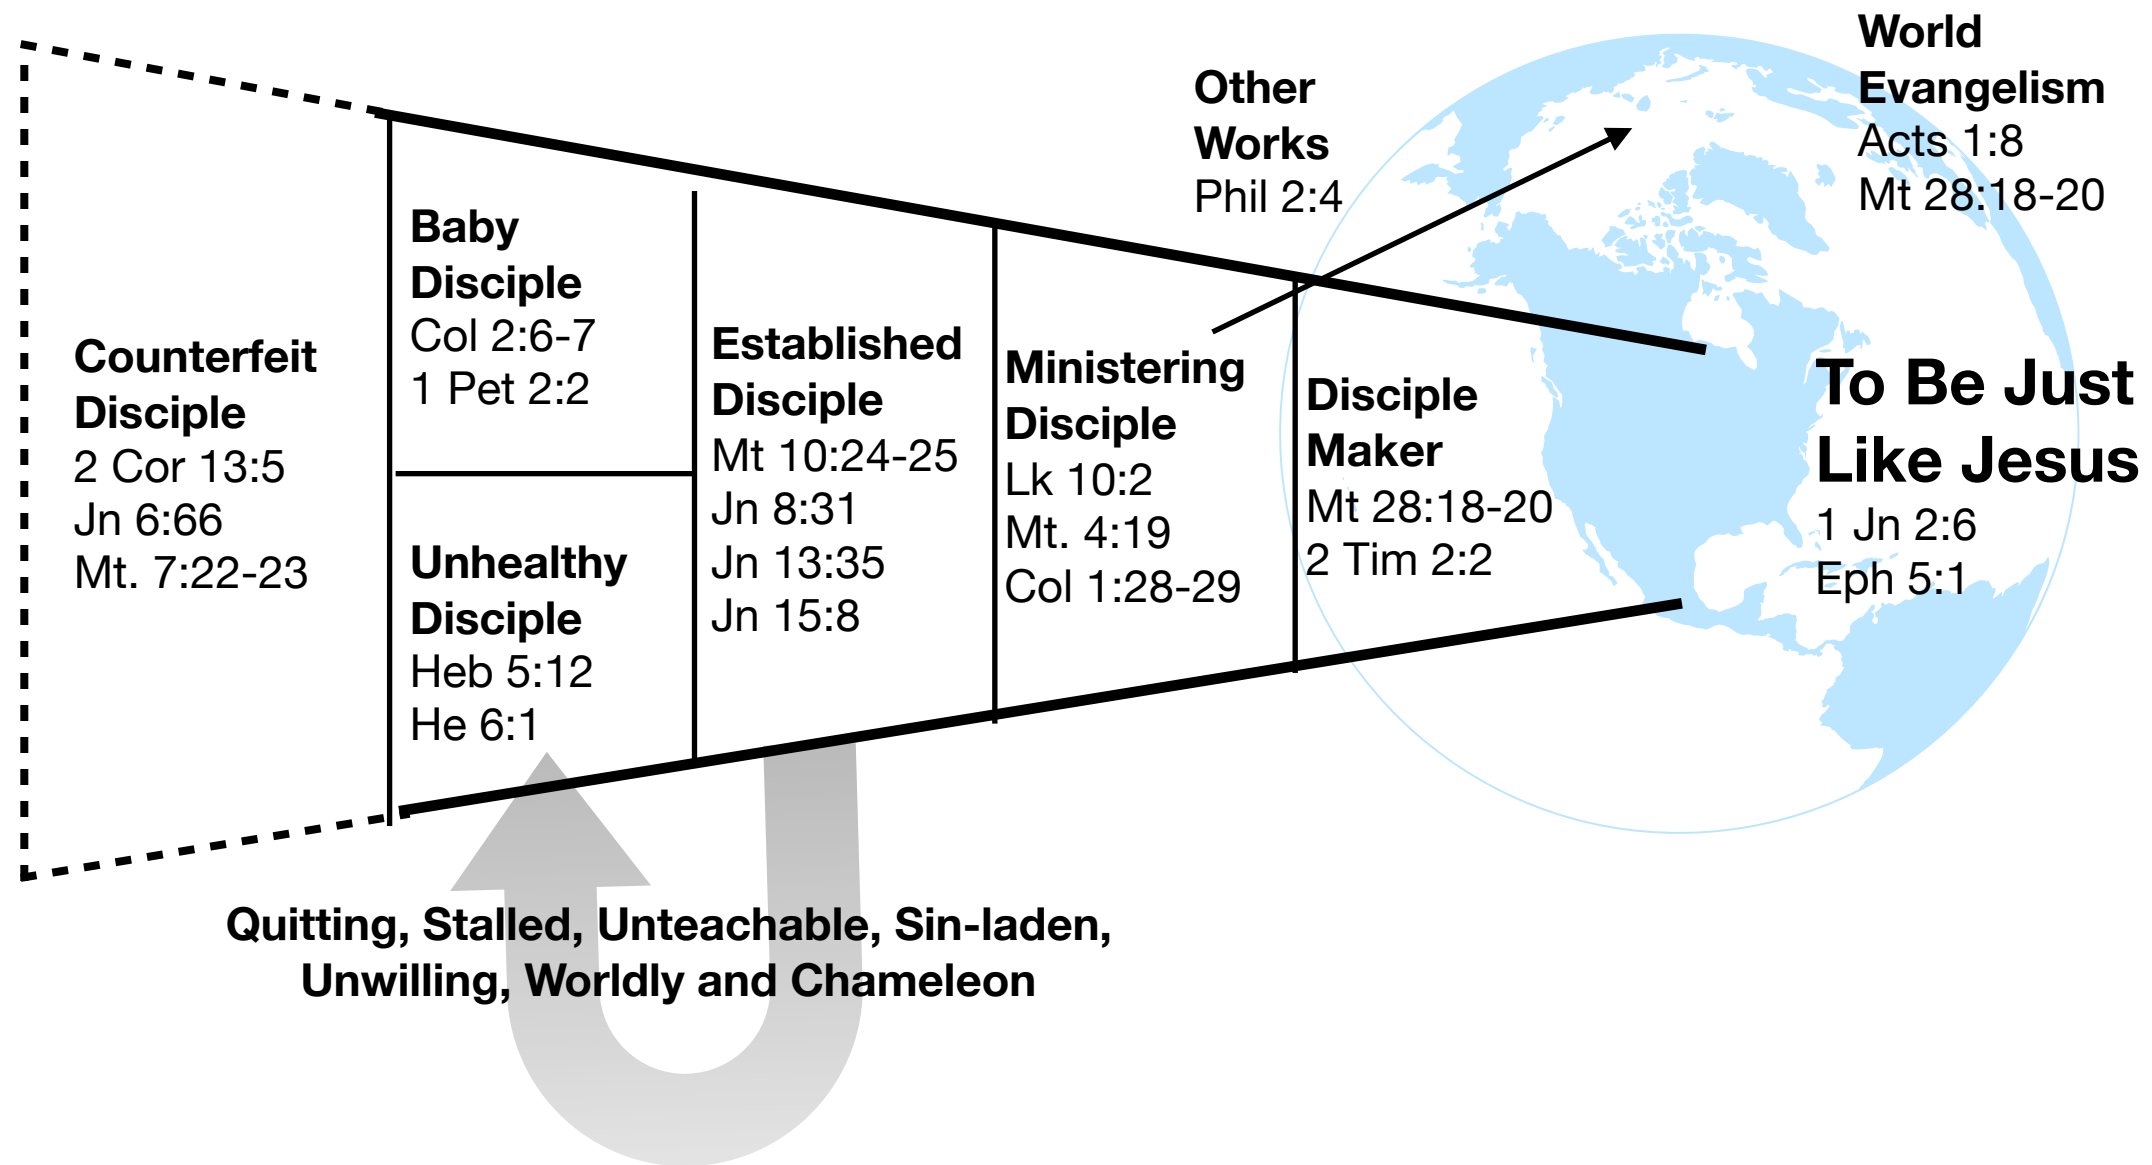 Counterfeit
Disciple
2 Cor 13:5
Jn 6:66
Mt. 7:22-23
Baby
Disciple
Col 2:6-7
1 Pet 2:2
Unhealthy
Disciple
Heb 5:12
He 6:1
Established
Disciple
Mt 10:24-25
Jn 8:31
Jn 13:35
Jn 15:8
Ministering
Disciple
Lk 10:2
Mt. 4:19
Col 1:28-29
Disciple
Maker
Mt 28:18-20
2 Tim 2:2
Other
Works
Phil 2:4
World
Evangelism
Acts 1:8
Mt 28:18-20
To Be Just
Like Jesus
1 Jn 2:6
Eph 5:1
Quitting, Stalled, Unteachable, Sin-laden,
Unwilling, Worldly and Chameleon